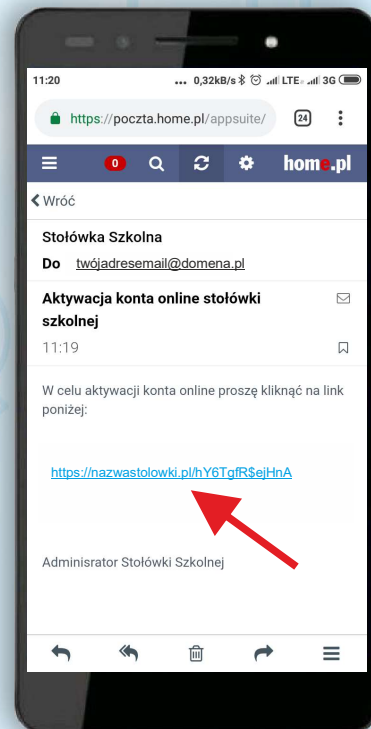 11:20 ... 0,32kB/s LTE 3G
https://poczta.home.pl/appsuite/ 24
0 home.pl
Wróć
Stołówka Szkolna
Do twójadresemail@domena.pl
Aktywacja konta online stołówki
szkolnej
11:19
W celu aktywacji konta online proszę kliknąć na link
poniżej:
https://nazwastolowki.pl/hY6TgfR$ejHnA
Adminisrator Stołówki Szkolnej